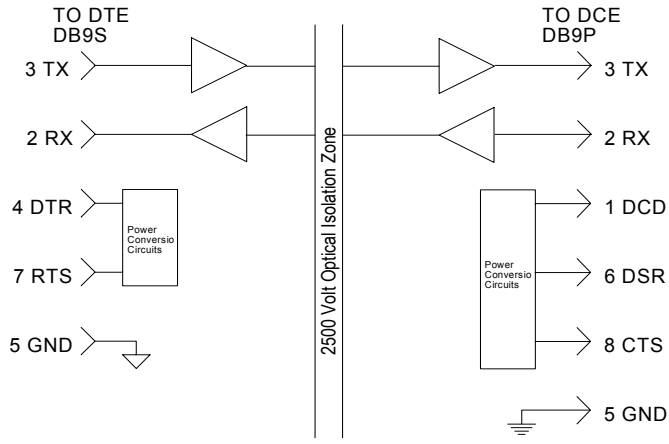 TO DTE
DB9S
TO DCE
DB9P
3 TX
3 TX
2 RX
2 RX
4 DTR
Power
Conversio
Circuits
7 RTS
2500 Volt Optical Isolation Zone
1 DCD
Power
Conversio
Circuits
6 DSR
8 CTS
5 GND
5 GND